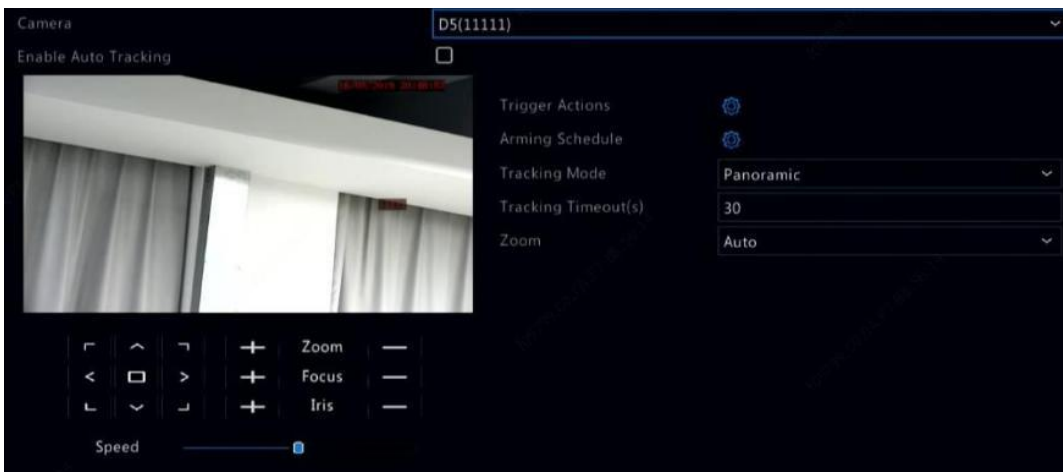 Camera
D5(11111)
Enable Auto Tracking
Trigger Actions
Arming Schedule
Tracking Mode
Panoramic
Tracking Timeout(s)
30
Zoom
Auto
Zoom
Focus
Iris
Speed